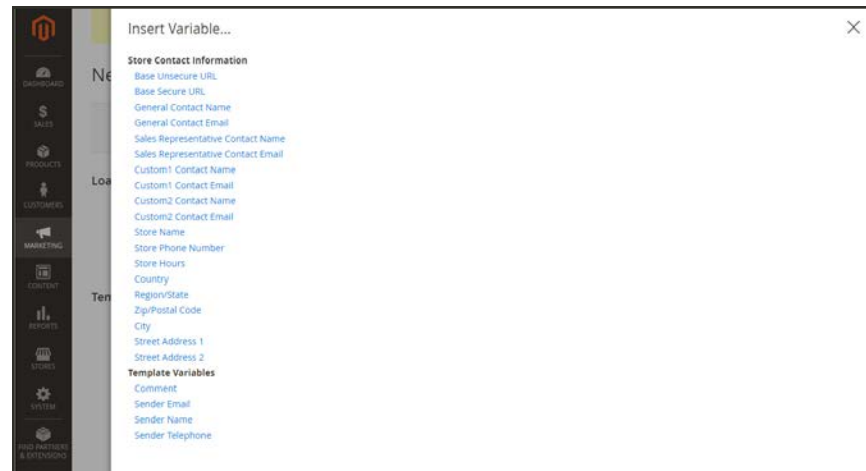 Insert Variable...
Store Contact Information
Base Unsecure URL
Base Secure URL
General Contact Name
General Contact Email
Sales Representative Contact Name
Sales Representative Contact Email
Custom1 Contact Name
Custom1 Contact Email
Custom2 Contact Name
Custom2 Contact Email
Store Name
Store Phone Number
Store Hours
Country
Region/State
Zip/Postal Code
City
Street Address 1
Street Address 2
Template Variables
Comment
Sender Email
Sender Name
Sender Telephone
DASHBOARD
SALES
PRODUCTS
CUSTOMERS
MARKETING
CONTENT
REPORTS
STORES
SYSTEM
FIND PARTNERS
& EXTENSIONS
Ne
Loa
Ten